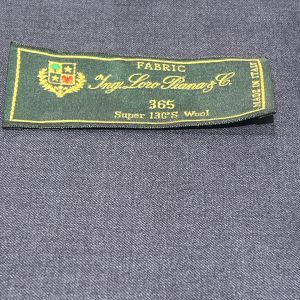 FABRIC
Ing. Loro Piana & C.
365
Super 130'S Wool
MADE IN ITALY